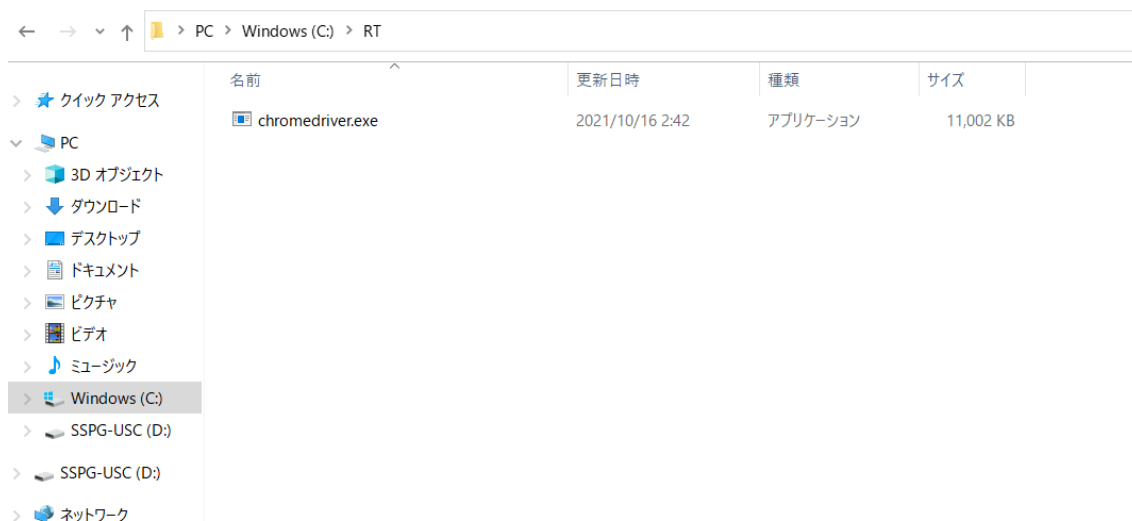 PC > Windows (C:) > RT
名前 更新日時 種類 サイズ
クイック アクセス
chromedriver.exe 2021/10/16 2:42 アプリケーション 11,002 KB
PC
3D オブジェクト
ダウンロード
デスクトップ
ドキュメント
ピクチャ
ビデオ
ミュージック
Windows (C:)
SSPG-USC (D:)
SSPG-USC (D:)
ネットワーク